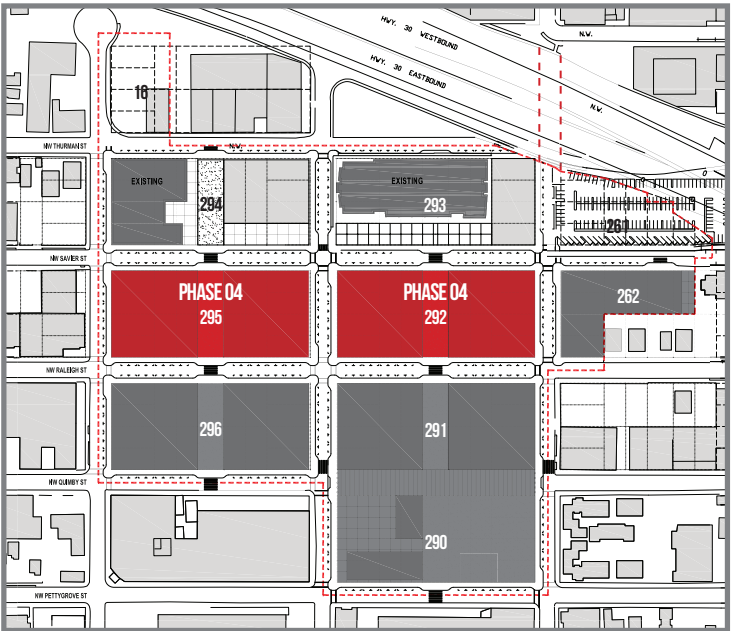 N.W.
HWY. 30 WESTBOUND
HWY. 30 EASTBOUND
N.W.
16
NW THURMAN ST
N.W.
EXISTING
294
EXISTING
293
261
NW SAVIER ST
PHASE 04
295
PHASE 04
292
262
NW RALEIGH ST
296
291
NW QUIMBY ST
290
NW PETTYGROVE ST